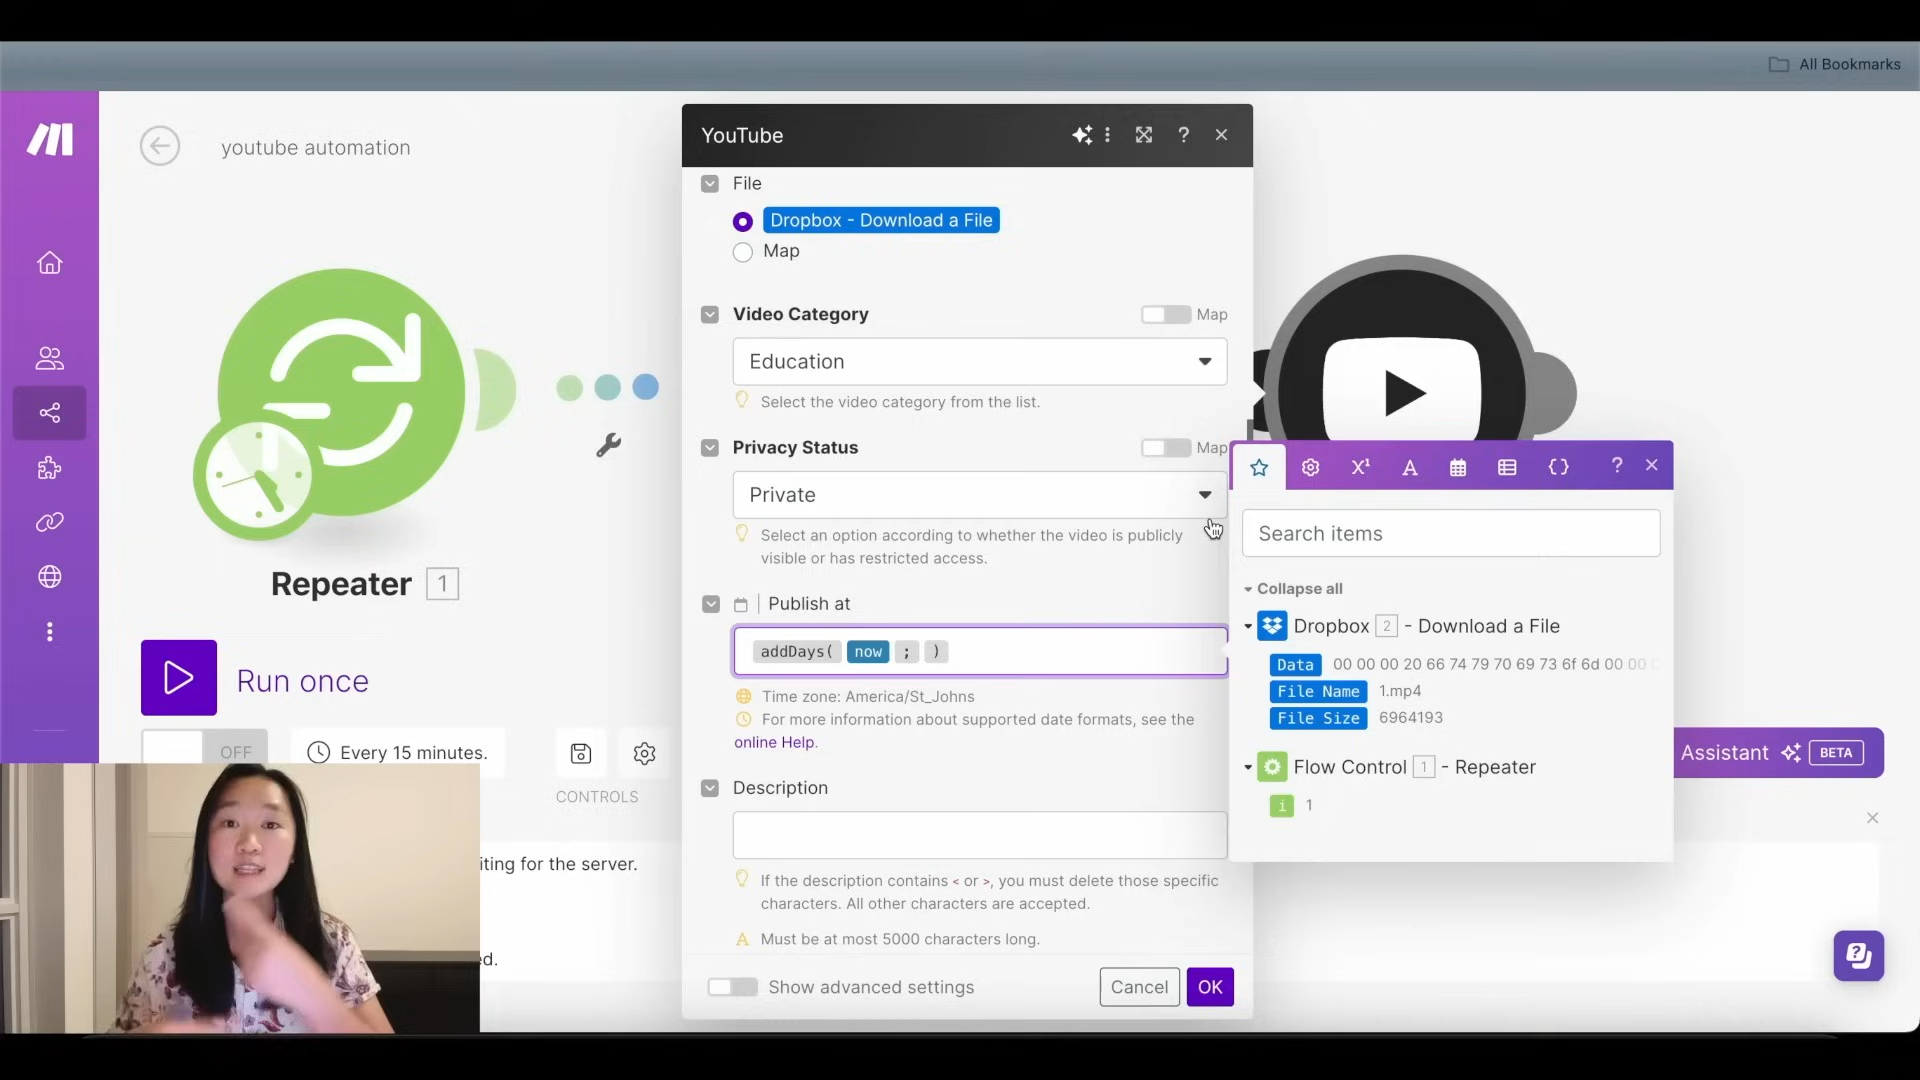 All Bookmarks
youtube automation
YouTube
?
File
Dropbox - Download a File
Map
Video Category
Map
Education
Select the video category from the list.
Privacy Status
Map
Private
Select an option according to whether the video is publicly
visible or has restricted access.
Publish at
addDays( now ; )
Time zone: America/St_Johns
For more information about supported date formats, see the
online Help.
Description
If the description contains < or >, you must delete those specific
characters. All other characters are accepted.
A Must be at most 5000 characters long.
Show advanced settings
Cancel
OK
Repeater 1
Run once
OFF
Every 15 minutes.
CONTROLS
iting for the server.
ed.
X¹ A {} ?
Search items
Collapse all
Dropbox 2 - Download a File
Data 00 00 00 20 66 74 79 70 69 73 6f 6d 00 00
File Name 1.mp4
File Size 6964193
Flow Control 1 - Repeater
i 1
Assistant BETA